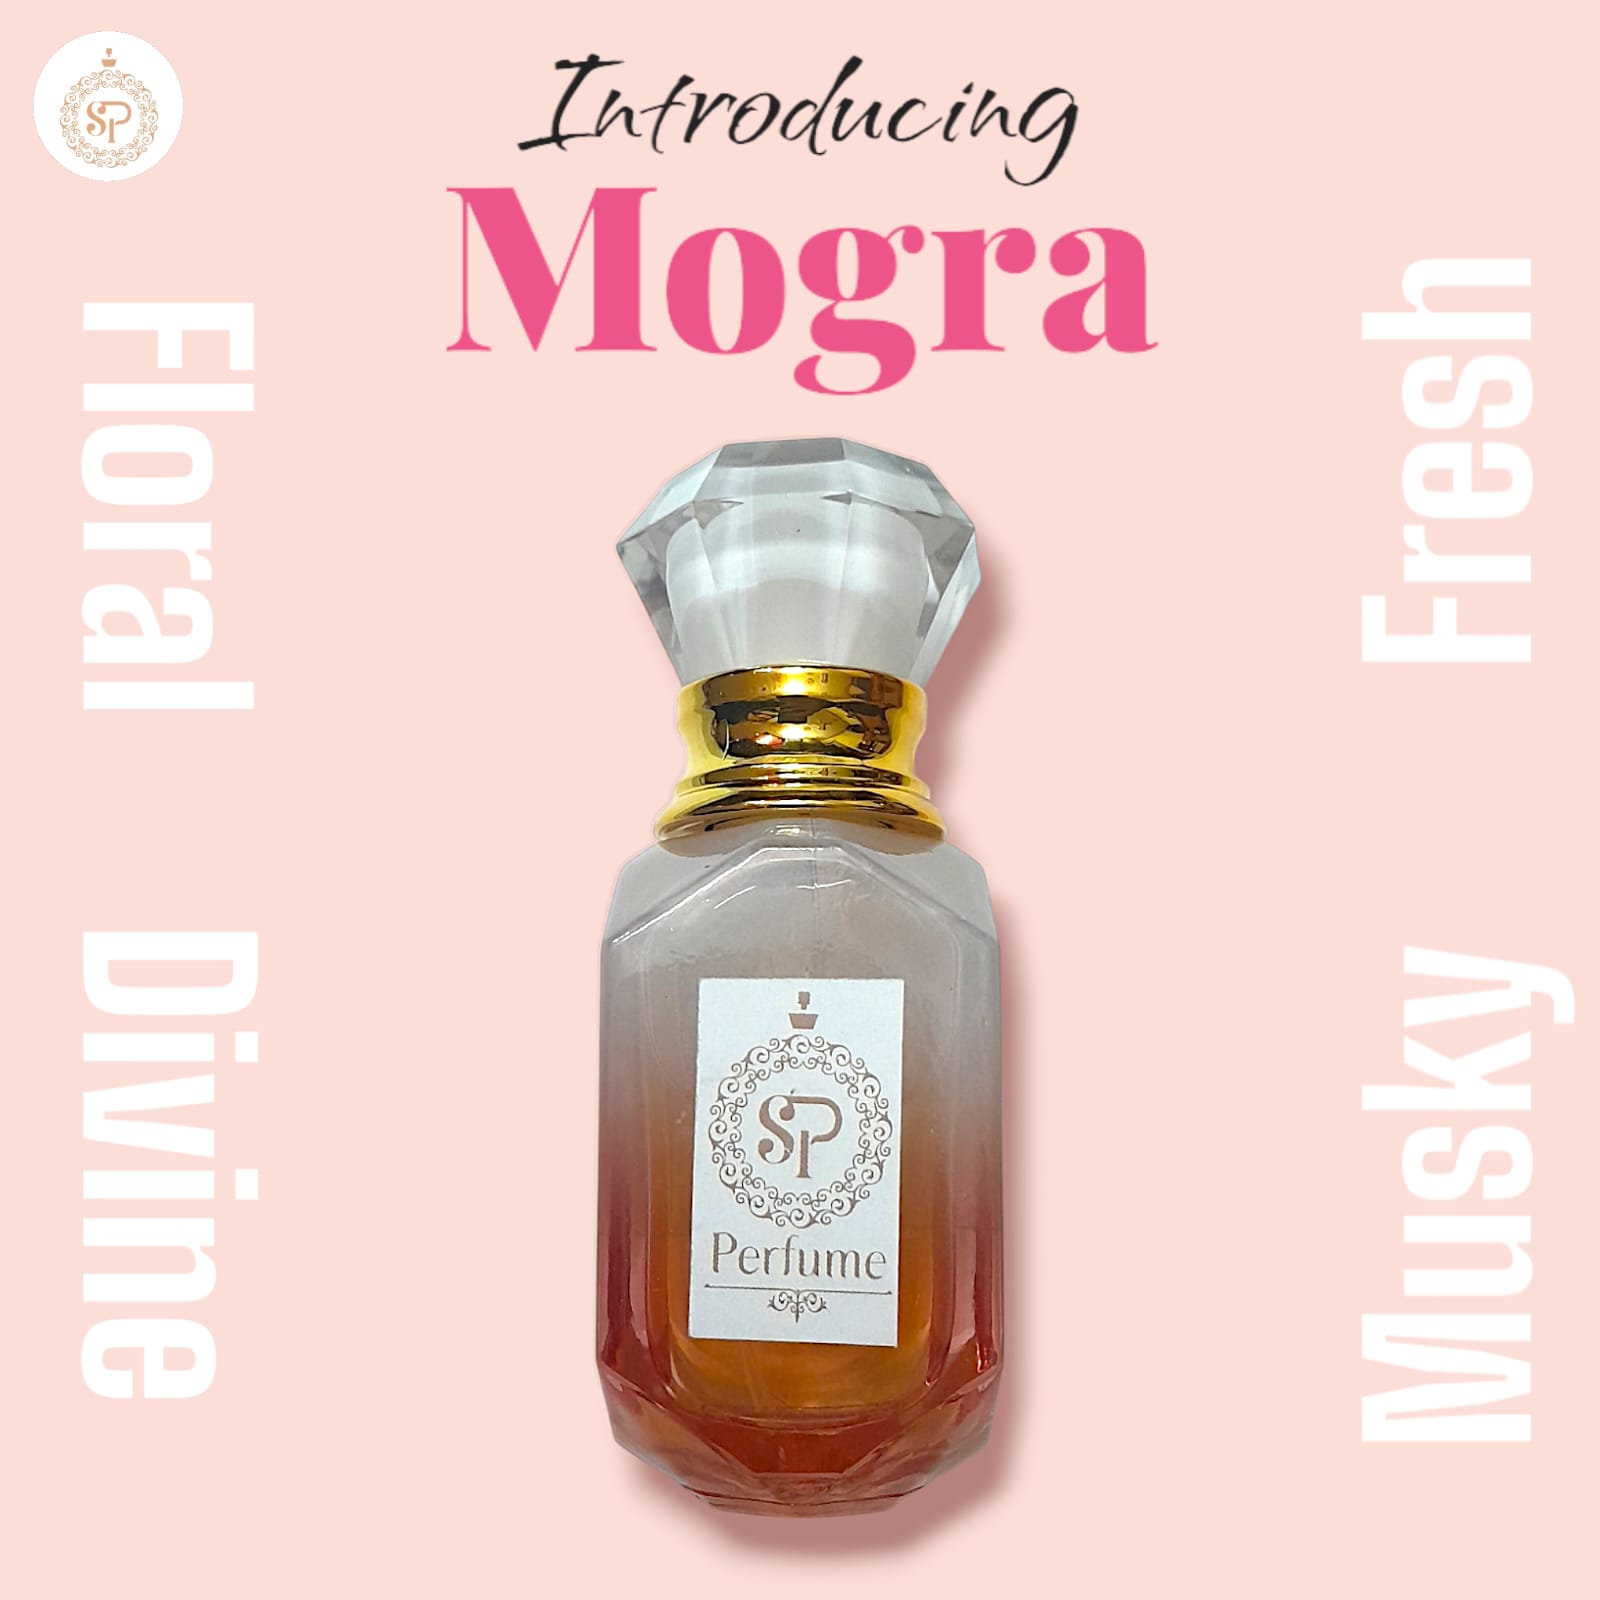 SP
Introducing
Mogra
Floral
Divine
Fresh
Musky
SP
Perfume